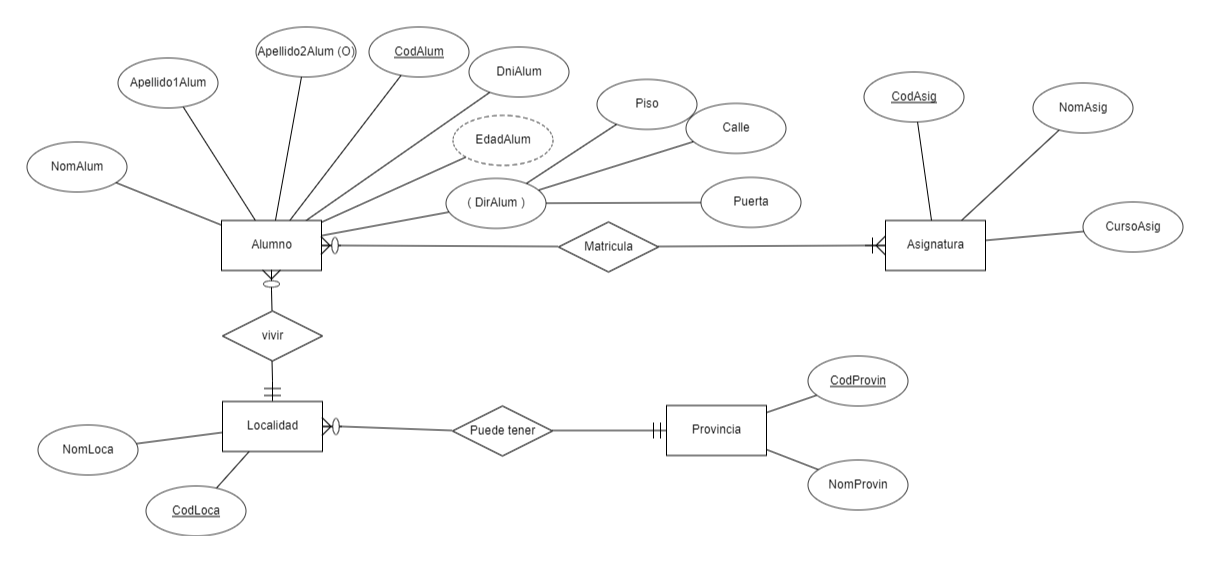 Apellido2Alum (O)
CodAlum
Apellido1Alum
DniAlum
Piso
CodAsig
NomAsig
Calle
EdadAlum
NomAlum
( DirAlum )
Puerta
CursoAsig
Alumno
Matricula
Asignatura
vivir
CodProvin
Localidad
Puede tener
Provincia
NomLoca
NomProvin
CodLoca